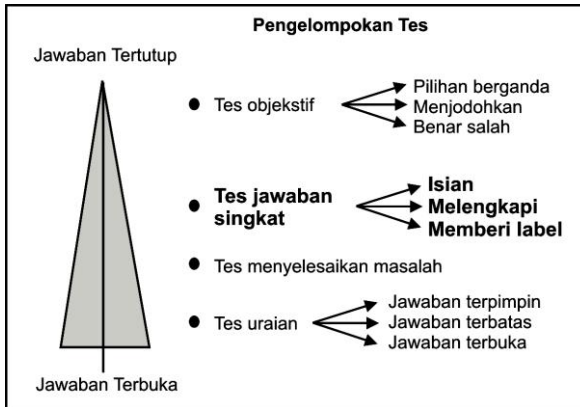 Pengelompokan Tes
Jawaban Tertutup
Tes objekstif
Pilihan berganda
Menjodohkan
Benar salah
Tes jawaban
singkat
Isian
Melengkapi
Memberi label
Tes menyelesaikan masalah
Tes uraian
Jawaban terpimpin
Jawaban terbatas
Jawaban terbuka
Jawaban Terbuka